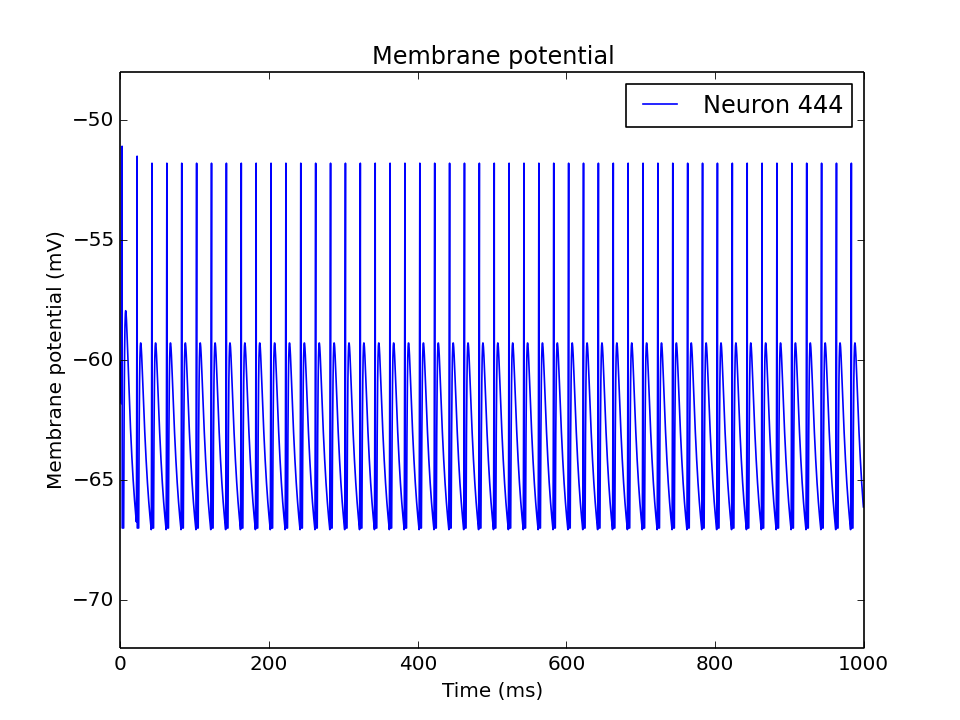 Membrane potential
Neuron 444
Membrane potential (mV)
−50
−55
−60
−65
−70
0 200 400 600 800 1000
Time (ms)